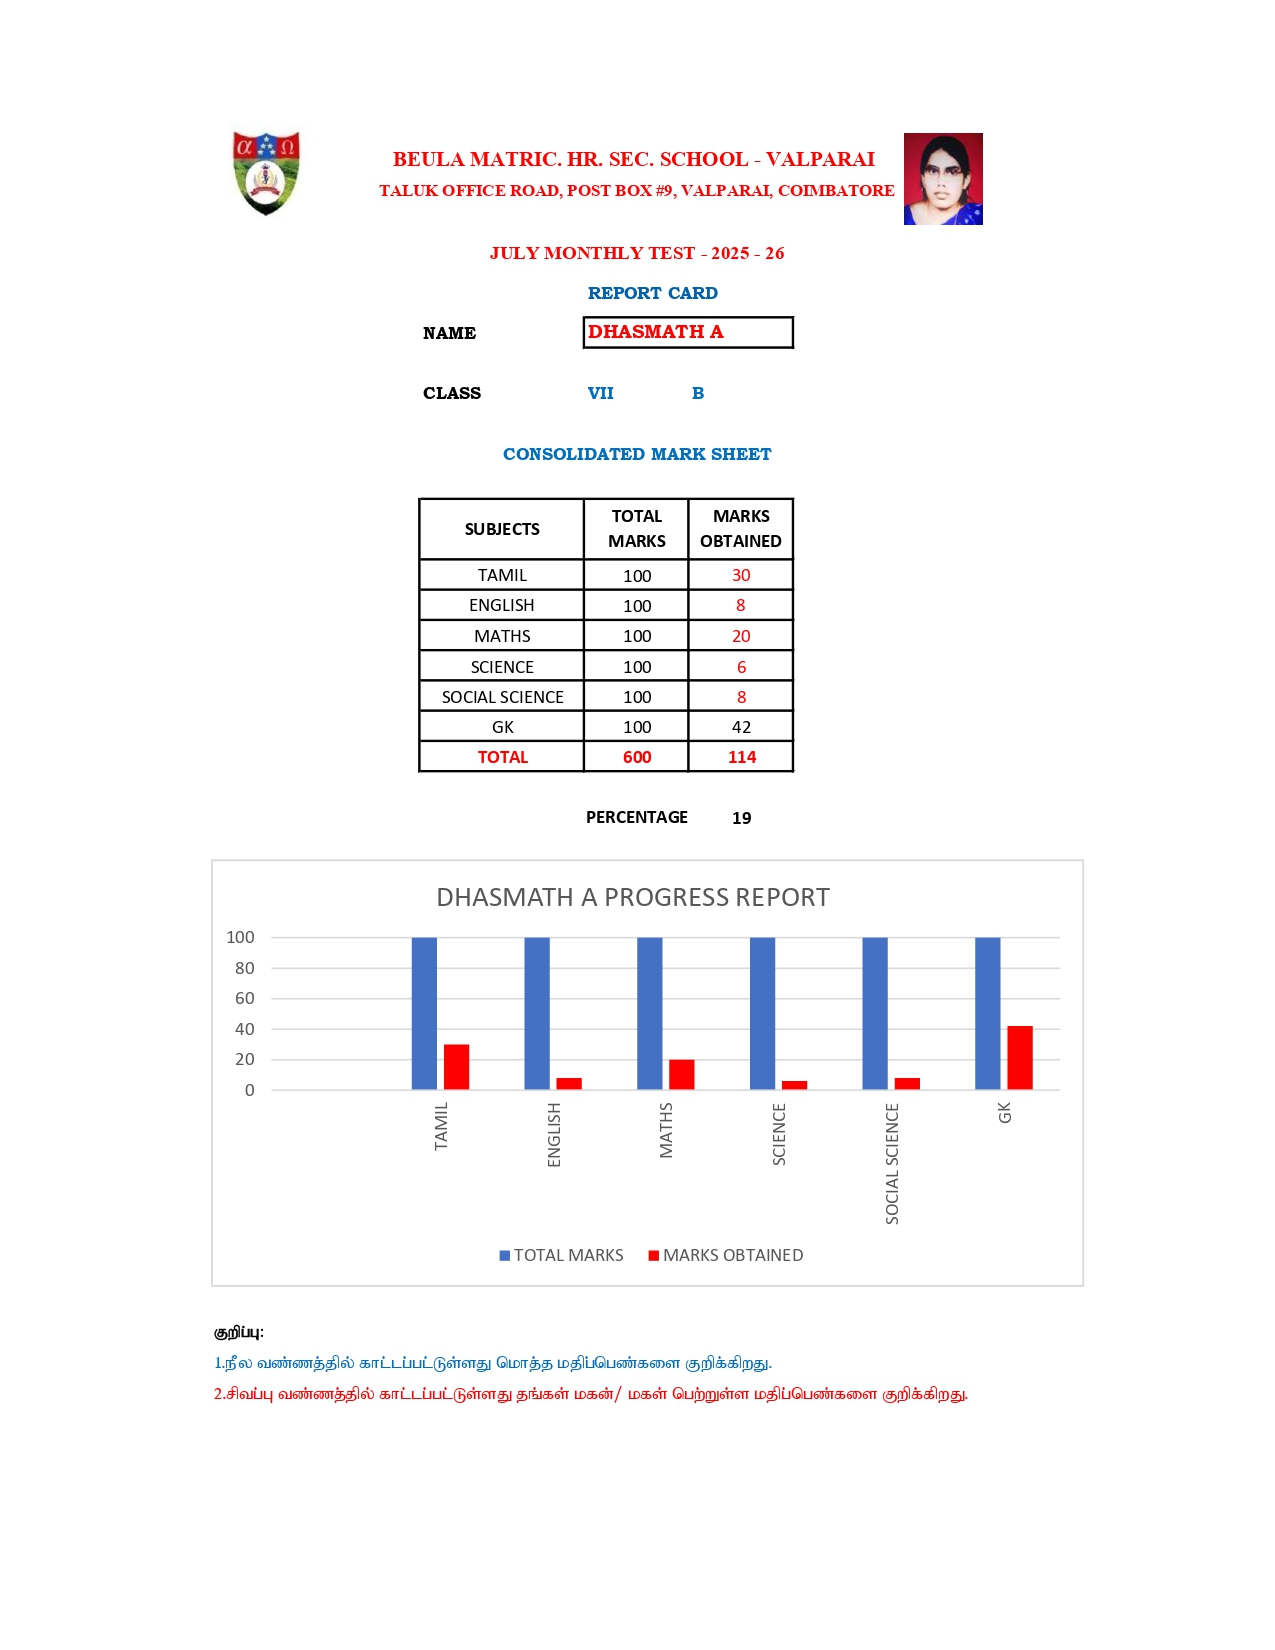 α Ω
BEULA MATRIC. HR. SEC. SCHOOL - VALPARAI
TALUK OFFICE ROAD, POST BOX #9, VALPARAI, COIMBATORE
JULY MONTHLY TEST - 2025 - 26
REPORT CARD
NAME DHASMATH A
CLASS VII B
CONSOLIDATED MARK SHEET
SUBJECTS TOTAL MARKS MARKS OBTAINED
TAMIL 100 30
ENGLISH 100 8
MATHS 100 20
SCIENCE 100 6
SOCIAL SCIENCE 100 8
GK 100 42
TOTAL 600 114
PERCENTAGE 19
DHASMATH A PROGRESS REPORT
100
80
60
40
20
0
TAMIL ENGLISH MATHS SCIENCE SOCIAL SCIENCE GK
TOTAL MARKS MARKS OBTAINED
குறிப்பு:
1.நீல வண்ணத்தில் காட்டப்பட்டுள்ளது மொத்த மதிப்பெண்களை குறிக்கிறது.
2.சிவப்பு வண்ணத்தில் காட்டப்பட்டுள்ளது தங்கள் மகன்/ மகள் பெற்றுள்ள மதிப்பெண்களை குறிக்கிறது.